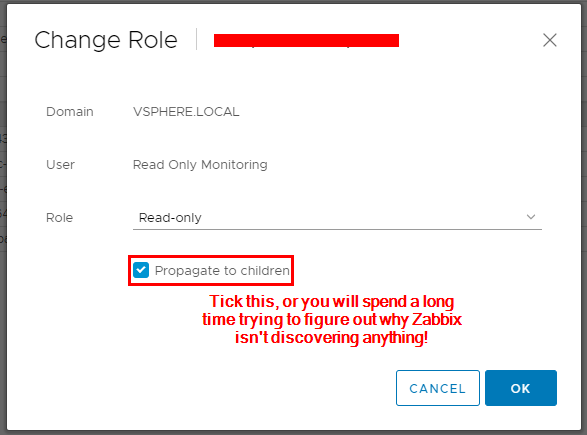 Change Role
Domain VSPHERE.LOCAL
User Read Only Monitoring
Role Read-only
Propagate to children
Tick this, or you will spend a long
time trying to figure out why Zabbix
isn't discovering anything!
CANCEL OK